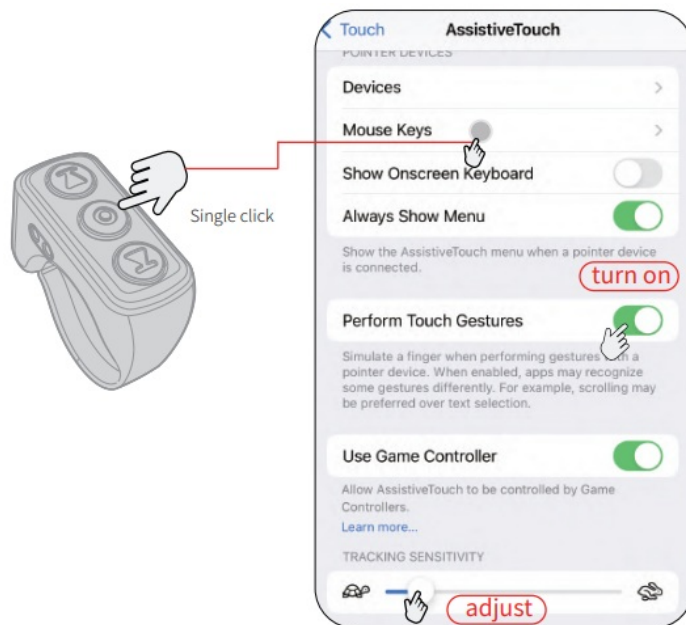 Touch
AssistiveTouch
POINTER DEVICES
Devices
Mouse Keys
Single click
Show Onscreen Keyboard
Always Show Menu
Show the AssistiveTouch menu when a pointer device
is connected.
turn on
Perform Touch Gestures
Simulate a finger when performing gestures with a
pointer device. When enabled, apps may recognize
some gestures differently. For example, scrolling may
be preferred over text selection.
Use Game Controller
Allow AssistiveTouch to be controlled by Game
Controllers.
Learn more...
TRACKING SENSITIVITY
adjust